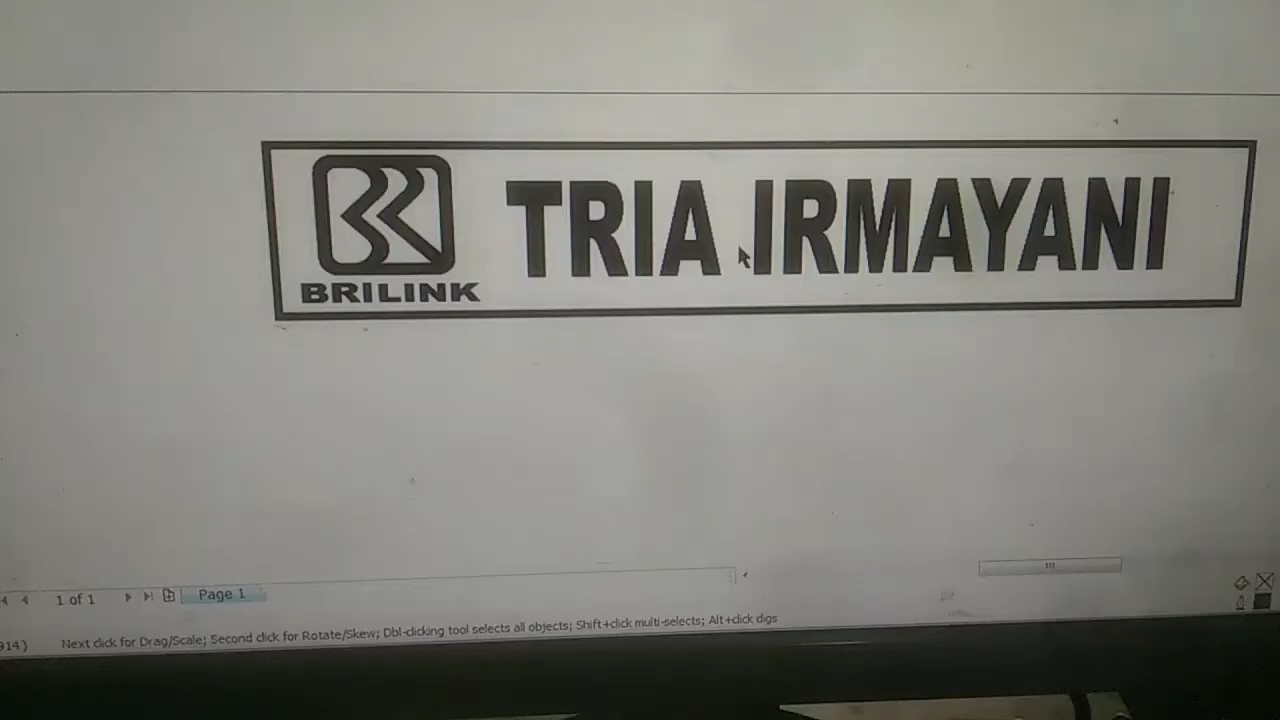 TRIA IRMAYANI
BRILINK
1 of 1
Page 1
914)
Next click for Drag/Scale; Second click for Rotate/Skew; Dbl-clicking tool selects all objects; Shift+click multi-selects; Alt+click digs